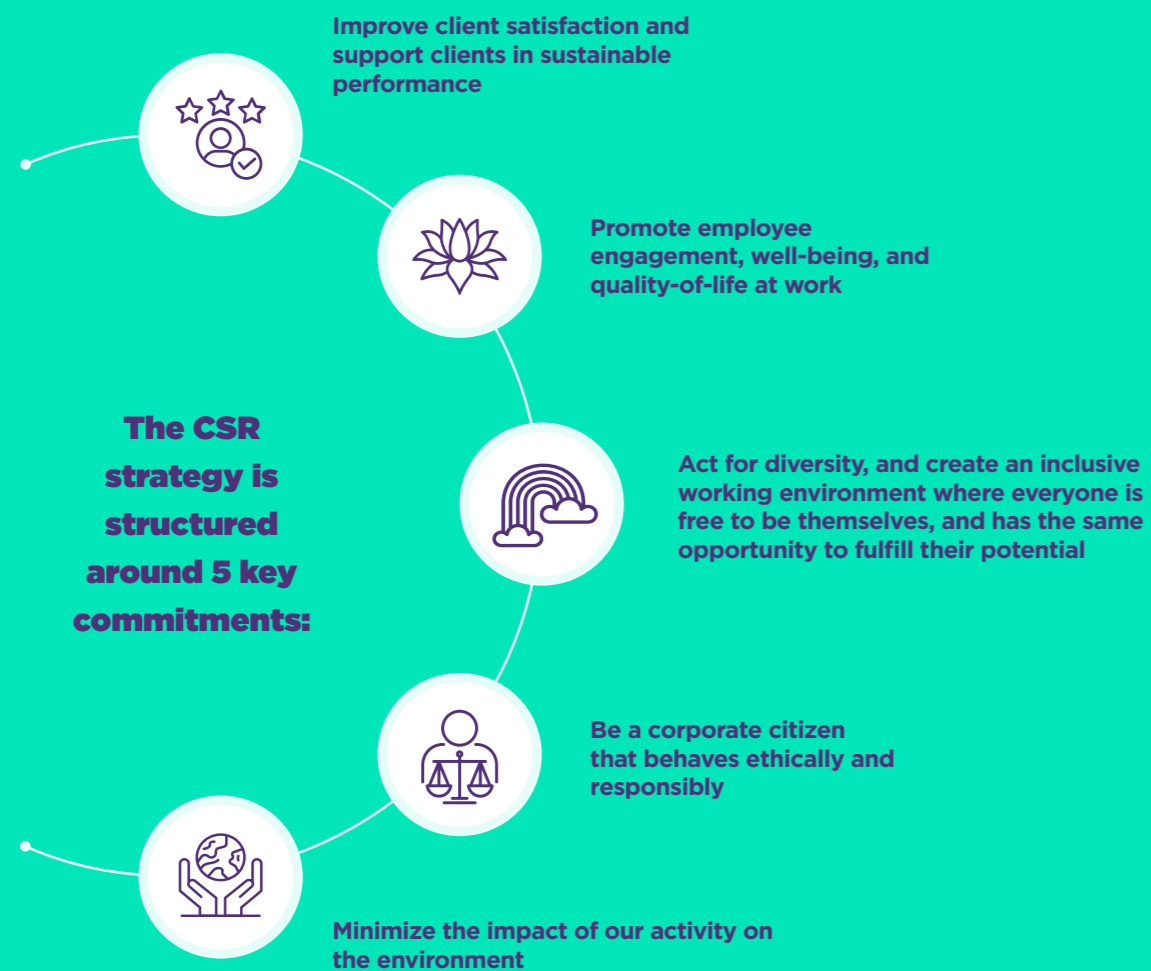 Improve client satisfaction and
support clients in sustainable
performance
Promote employee
engagement, well-being, and
quality-of-life at work
The CSR
strategy is
structured
around 5 key
commitments:
Act for diversity, and create an inclusive
working environment where everyone is
free to be themselves, and has the same
opportunity to fulfill their potential
Be a corporate citizen
that behaves ethically and
responsibly
Minimize the impact of our activity on
the environment